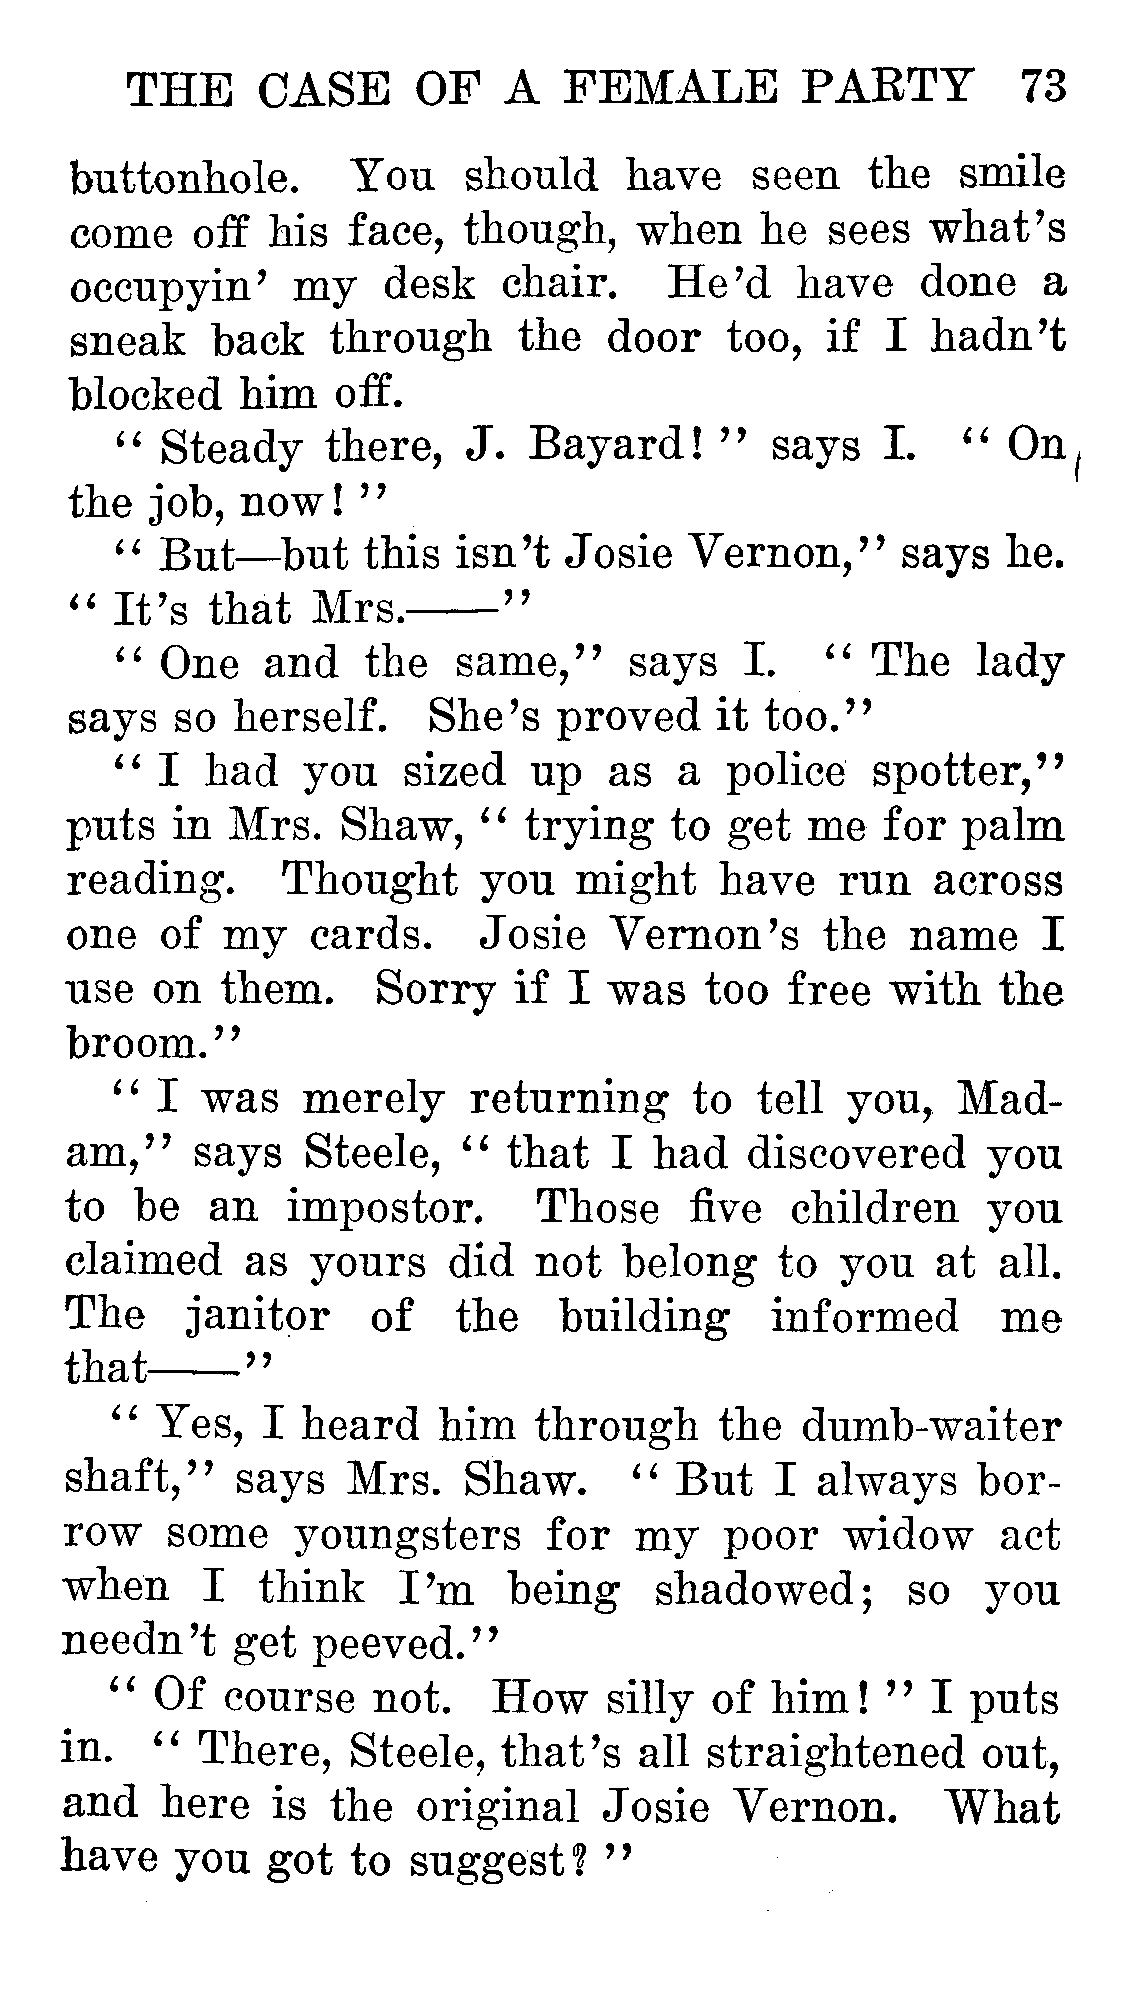 THE CASE OF A FEMALE PARTY 73
buttonhole. You should have seen the smile
come off his face, though, when he sees what's
occupyin' my desk chair. He'd have done a
sneak back through the door too, if I hadn't
blocked him off.
“ Steady there, J. Bayard! ” says I. “ On
the job, now! ”
“ But—but this isn't Josie Vernon,” says he.
“ It's that Mrs.——”
“ One and the same,” says I. “ The lady
says so herself. She's proved it too.”
“ I had you sized up as a police spotter,”
puts in Mrs. Shaw, “ trying to get me for palm
reading. Thought you might have run across
one of my cards. Josie Vernon's the name I
use on them. Sorry if I was too free with the
broom.”
“ I was merely returning to tell you, Mad-
am,” says Steele, “ that I had discovered you
to be an impostor. Those five children you
claimed as yours did not belong to you at all.
The janitor of the building informed me
that——”
“ Yes, I heard him through the dumb-waiter
shaft,” says Mrs. Shaw. “ But I always bor-
row some youngsters for my poor widow act
when I think I'm being shadowed; so you
needn't get peeved.”
“ Of course not. How silly of him! ” I puts
in. “ There, Steele, that's all straightened out,
and here is the original Josie Vernon. What
have you got to suggest? ”